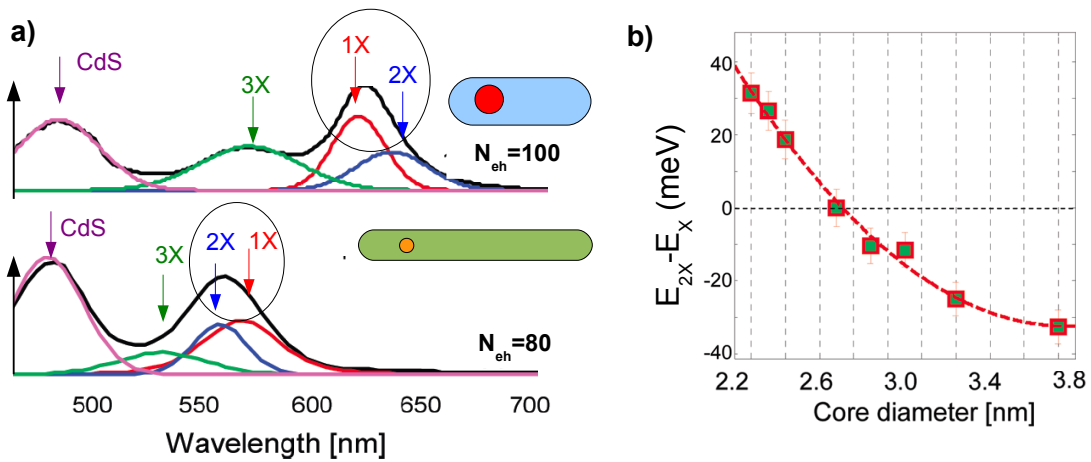 a)
CdS
3X
1X
2X
N_eh=100
CdS
3X
2X
1X
N_eh=80
500 550 600 650 700
Wavelength [nm]
b)
E_2X-E_X (meV)
40
20
0
-20
-40
2.2 2.6 3.0 3.4 3.8
Core diameter [nm]